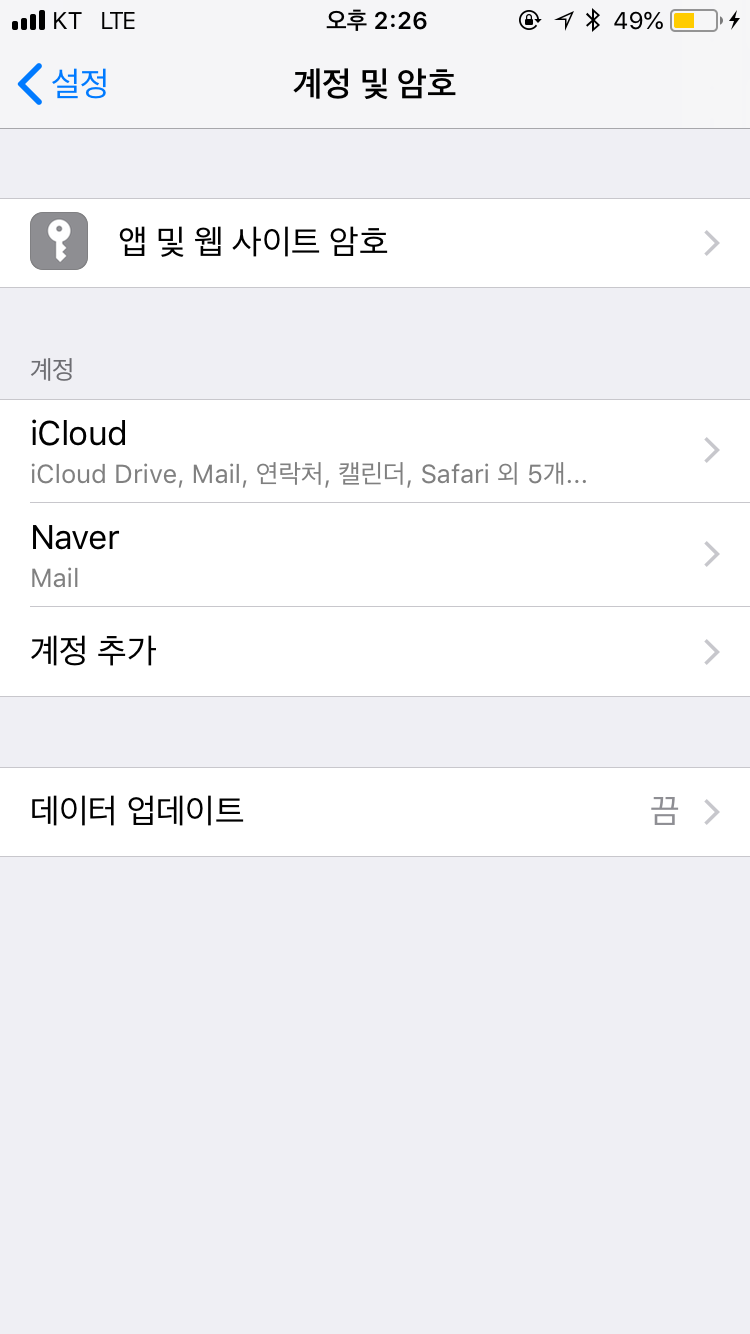 KT LTE 오후 2:26 49%
설정 계정 및 암호
앱 및 웹 사이트 암호
계정
iCloud
iCloud Drive, Mail, 연락처, 캘린더, Safari 외 5개...
Naver
Mail
계정 추가
데이터 업데이트 끔